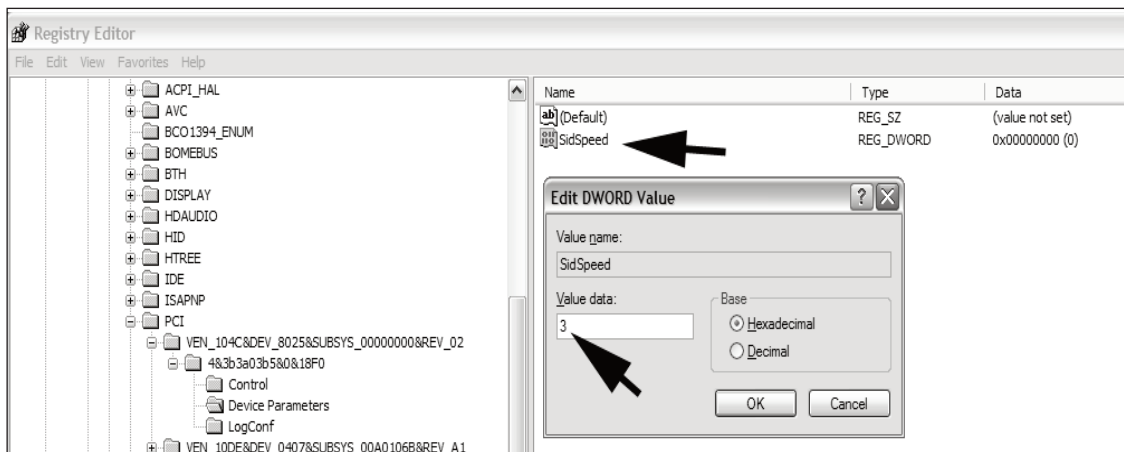 Registry Editor
File Edit View Favorites Help
ACPI_HAL
AVC
BCO1394_ENUM
BOMEBUS
BTH
DISPLAY
HDAUDIO
HID
HTREE
IDE
ISAPNP
PCI
VEN_104C&DEV_8025&SUBSYS_00000000&REV_02
4&3b3a03b5&0&18F0
Control
Device Parameters
LogConf
VEN_10DE&DEV_0407&SUBSYS_00A0106B&REV_A1
Name Type Data
(Default) REG_SZ (value not set)
SidSpeed REG_DWORD 0x00000000 (0)
Edit DWORD Value
Value name:
SidSpeed
Value data:
3
Base
Hexadecimal
Decimal
OK Cancel